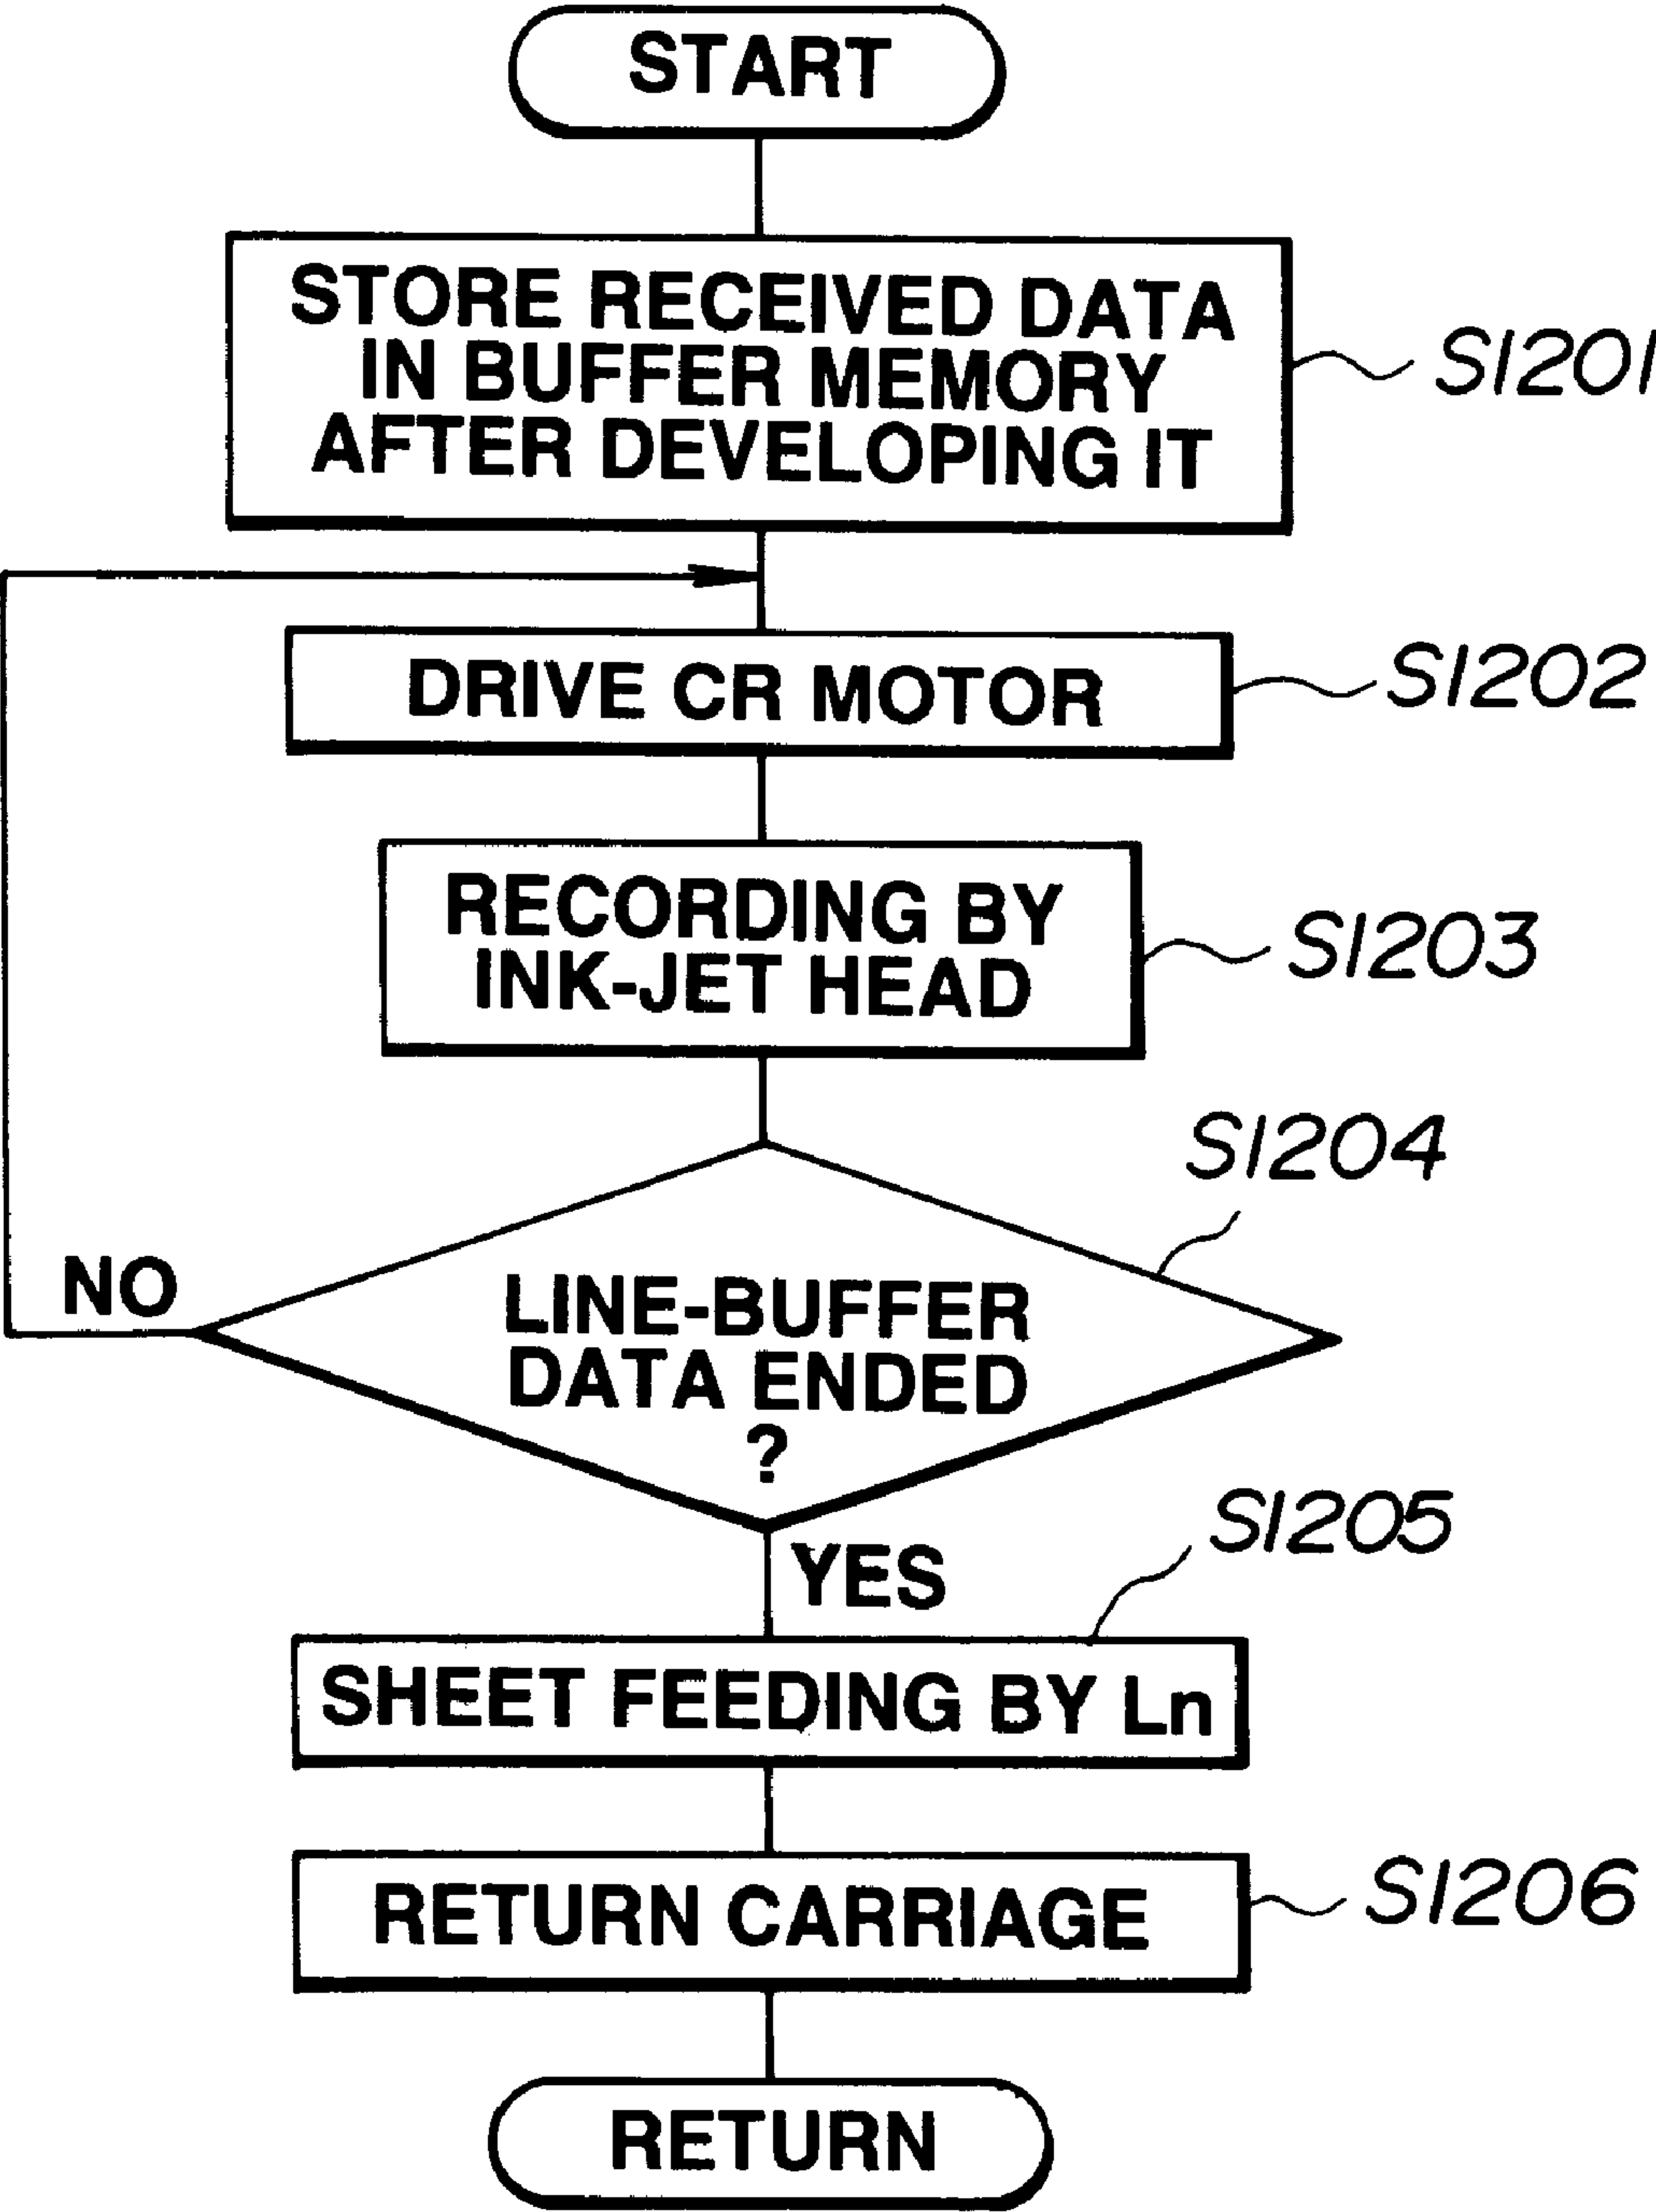 START
STORE RECEIVED DATA
IN BUFFER MEMORY
AFTER DEVELOPING IT
S1201
DRIVE CR MOTOR
S1202
RECORDING BY
INK-JET HEAD
S1203
S1204
NO
LINE-BUFFER
DATA ENDED
?
YES
S1205
SHEET FEEDING BY Ln
RETURN CARRIAGE
S1206
RETURN